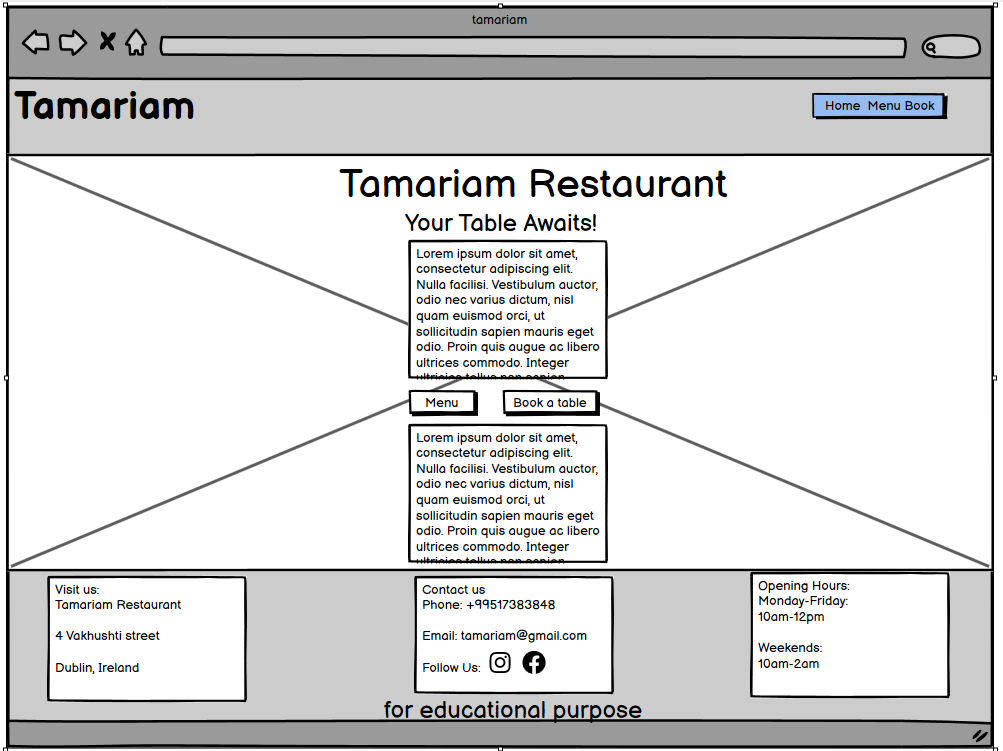 tamariam
Tamariam
Home Menu Book
Tamariam Restaurant
Your Table Awaits!
Lorem ipsum dolor sit amet,
consectetur adipiscing elit.
Nulla facilisi. Vestibulum auctor,
odio nec varius dictum, nisl
quam euismod orci, ut
sollicitudin sapien mauris eget
odio. Proin quis augue ac libero
ultrices commodo. Integer
ultricies tellus non sapien
Menu
Book a table
Lorem ipsum dolor sit amet,
consectetur adipiscing elit.
Nulla facilisi. Vestibulum auctor,
odio nec varius dictum, nisl
quam euismod orci, ut
sollicitudin sapien mauris eget
odio. Proin quis augue ac libero
ultrices commodo. Integer
Visit us:
Tamariam Restaurant
4 Vakhushti street
Dublin, Ireland
Contact us
Phone: +99517383848
Email: tamariam@gmail.com
Follow Us:
Opening Hours:
Monday-Friday:
10am-12pm
Weekends:
10am-2am
for educational purpose